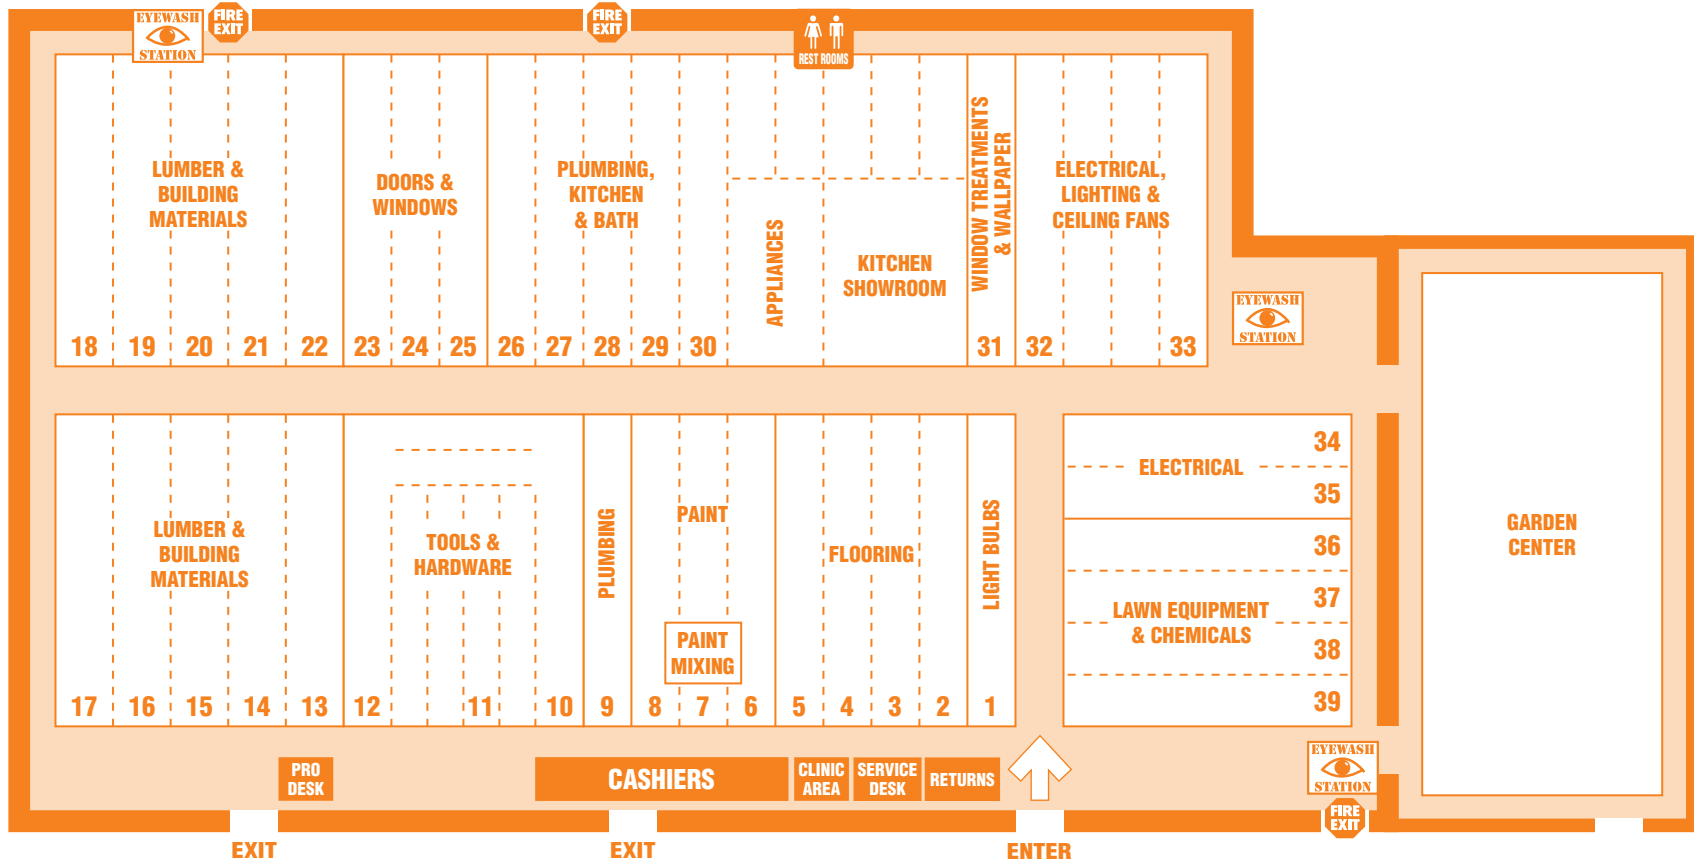 EYEWASH
STATION
FIRE
EXIT
FIRE
EXIT
REST ROOMS
LUMBER &
BUILDING
MATERIALS
DOORS &
WINDOWS
PLUMBING,
KITCHEN
& BATH
APPLIANCES
KITCHEN
SHOWROOM
WINDOW TREATMENTS
& WALLPAPER
ELECTRICAL,
LIGHTING &
CEILING FANS
EYEWASH
STATION
18 19 20 21 22 23 24 25 26 27 28 29 30 31 32 33
LUMBER &
BUILDING
MATERIALS
TOOLS &
HARDWARE
PLUMBING
PAINT
PAINT
MIXING
FLOORING
LIGHT BULBS
34
ELECTRICAL
35
36
37
LAWN EQUIPMENT
& CHEMICALS
38
39
GARDEN
CENTER
17 16 15 14 13 12 11 10 9 8 7 6 5 4 3 2 1
PRO
DESK
CASHIERS
CLINIC
AREA
SERVICE
DESK
RETURNS
EYEWASH
STATION
FIRE
EXIT
EXIT
EXIT
ENTER